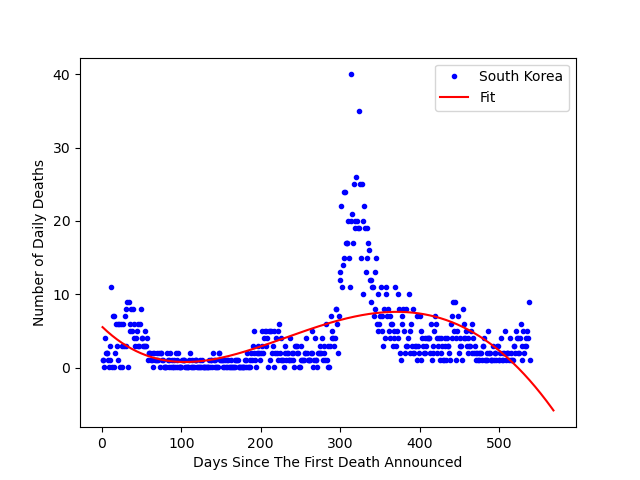 South Korea
Fit
Number of Daily Deaths
40
30
20
10
0
0 100 200 300 400 500
Days Since The First Death Announced